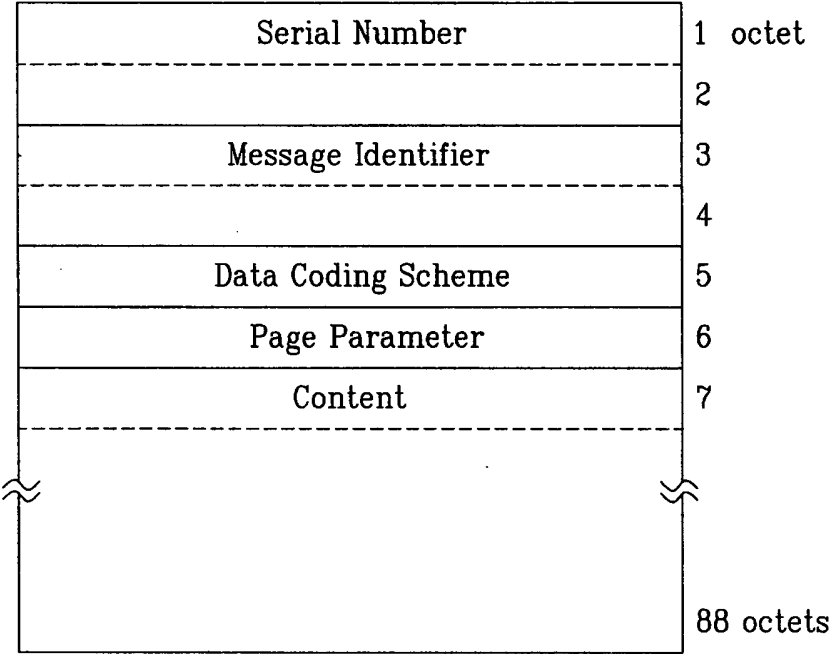 Serial Number 1 octet
2
Message Identifier 3
4
Data Coding Scheme 5
Page Parameter 6
Content 7
88 octets